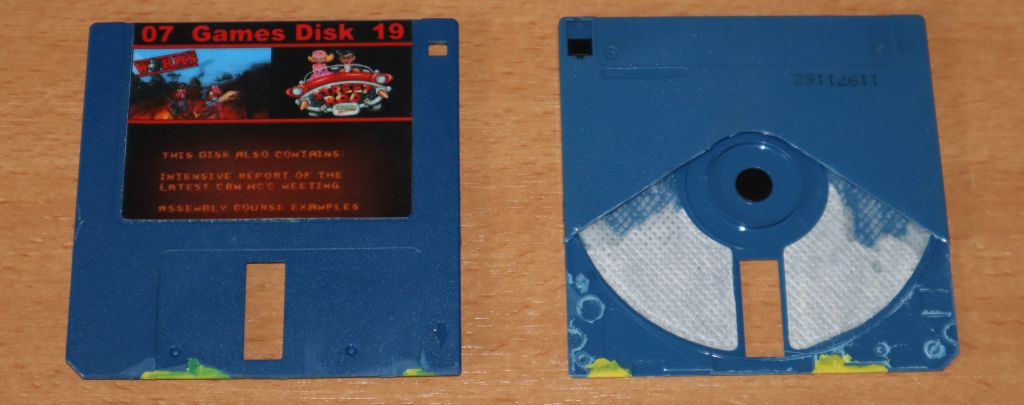 07 Games Disk 19
WORMS
THIS DISK ALSO CONTAINS:
INTENSIVE REPORT OF THE
LATEST CBM HCC MEETING
ASSEMBLY COURSE EXAMPLES
11971162